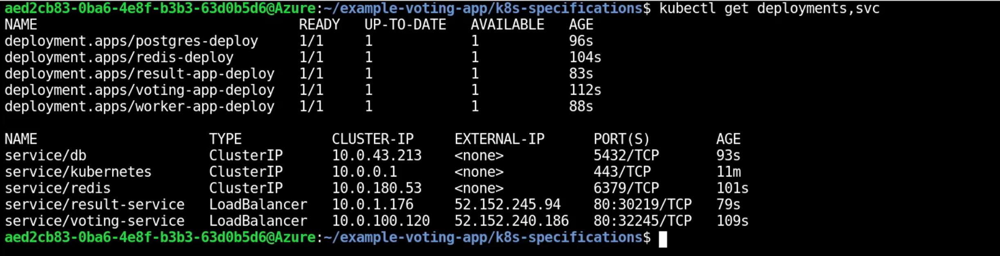 aed2cb83-0ba6-4e8f-b3b3-63d0b5d6@Azure:~/example-voting-app/k8s-specifications$ kubectl get deployments,svc
NAME                                READY   UP-TO-DATE   AVAILABLE   AGE
deployment.apps/postgres-deploy     1/1     1            1           96s
deployment.apps/redis-deploy        1/1     1            1           104s
deployment.apps/result-app-deploy   1/1     1            1           83s
deployment.apps/voting-app-deploy   1/1     1            1           112s
deployment.apps/worker-app-deploy   1/1     1            1           88s

NAME                     TYPE           CLUSTER-IP     EXTERNAL-IP      PORT(S)        AGE
service/db               ClusterIP      10.0.43.213    <none>           5432/TCP       93s
service/kubernetes       ClusterIP      10.0.0.1       <none>           443/TCP        11m
service/redis            ClusterIP      10.0.180.53    <none>           6379/TCP       101s
service/result-service   LoadBalancer   10.0.1.176     52.152.245.94    80:30219/TCP   79s
service/voting-service   LoadBalancer   10.0.100.120   52.152.240.186   80:32245/TCP   109s
aed2cb83-0ba6-4e8f-b3b3-63d0b5d6@Azure:~/example-voting-app/k8s-specifications$